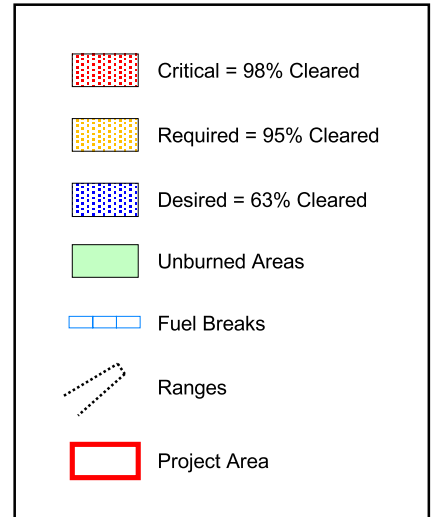 Critical = 98% Cleared
Required = 95% Cleared
Desired = 63% Cleared
Unburned Areas
Fuel Breaks
Ranges
Project Area